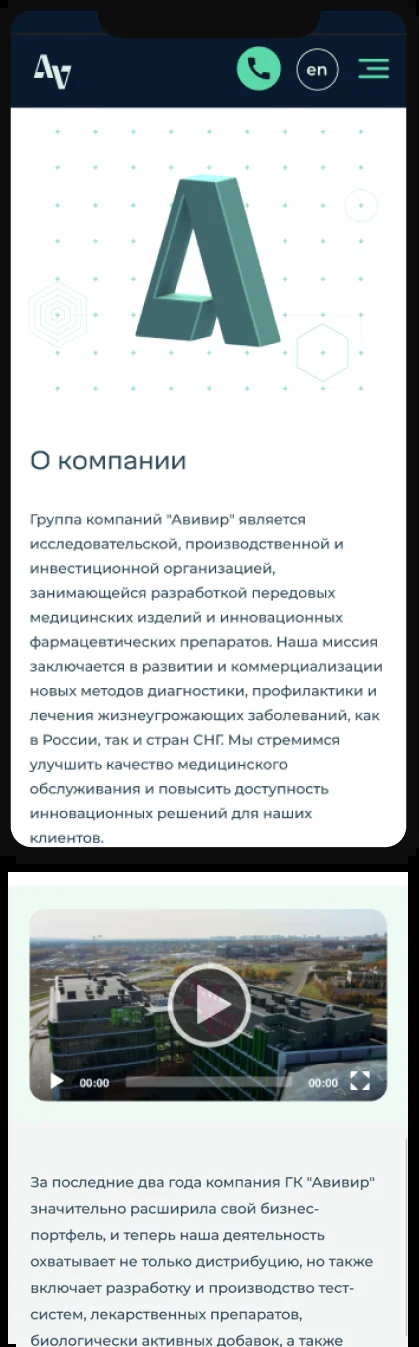 AV
en
О компании
Группа компаний "Авивир" является
исследовательской, производственной и
инвестиционной организацией,
занимающейся разработкой передовых
медицинских изделий и инновационных
фармацевтических препаратов. Наша миссия
заключается в развитии и коммерциализации
новых методов диагностики, профилактики и
лечения жизнеугрожающих заболеваний, как
в России, так и стран СНГ. Мы стремимся
улучшить качество медицинского
обслуживания и повысить доступность
инновационных решений для наших
клиентов.
00:00 00:00
За последние два года компания ГК "Авивир"
значительно расширила свой бизнес-
портфель, и теперь наша деятельность
охватывает не только дистрибуцию, но также
включает разработку и производство тест-
систем, лекарственных препаратов,
биологически активных добавок, а также